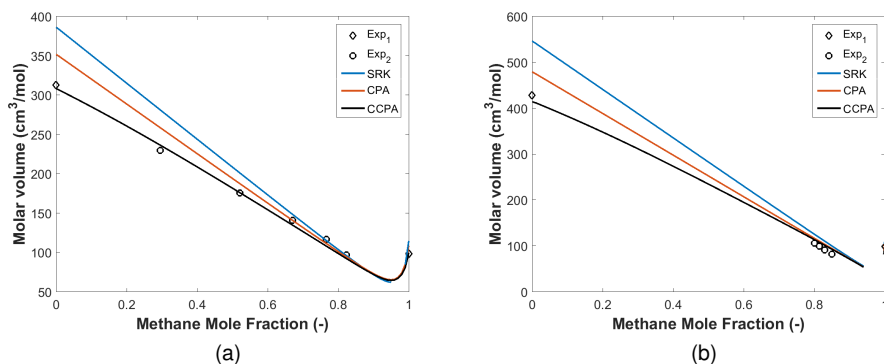 400
350
300
250
200
150
100
50
0
0.2
0.4
0.6
0.8
1
Molar volume (cm³/mol)
Methane Mole Fraction (-)
Exp₁
Exp₂
SRK
CPA
CCPA
(a)
600
500
400
300
200
100
0
0
0.2
0.4
0.6
0.8
1
Molar volume (cm³/mol)
Methane Mole Fraction (-)
Exp₁
Exp₂
SRK
CPA
CCPA
(b)